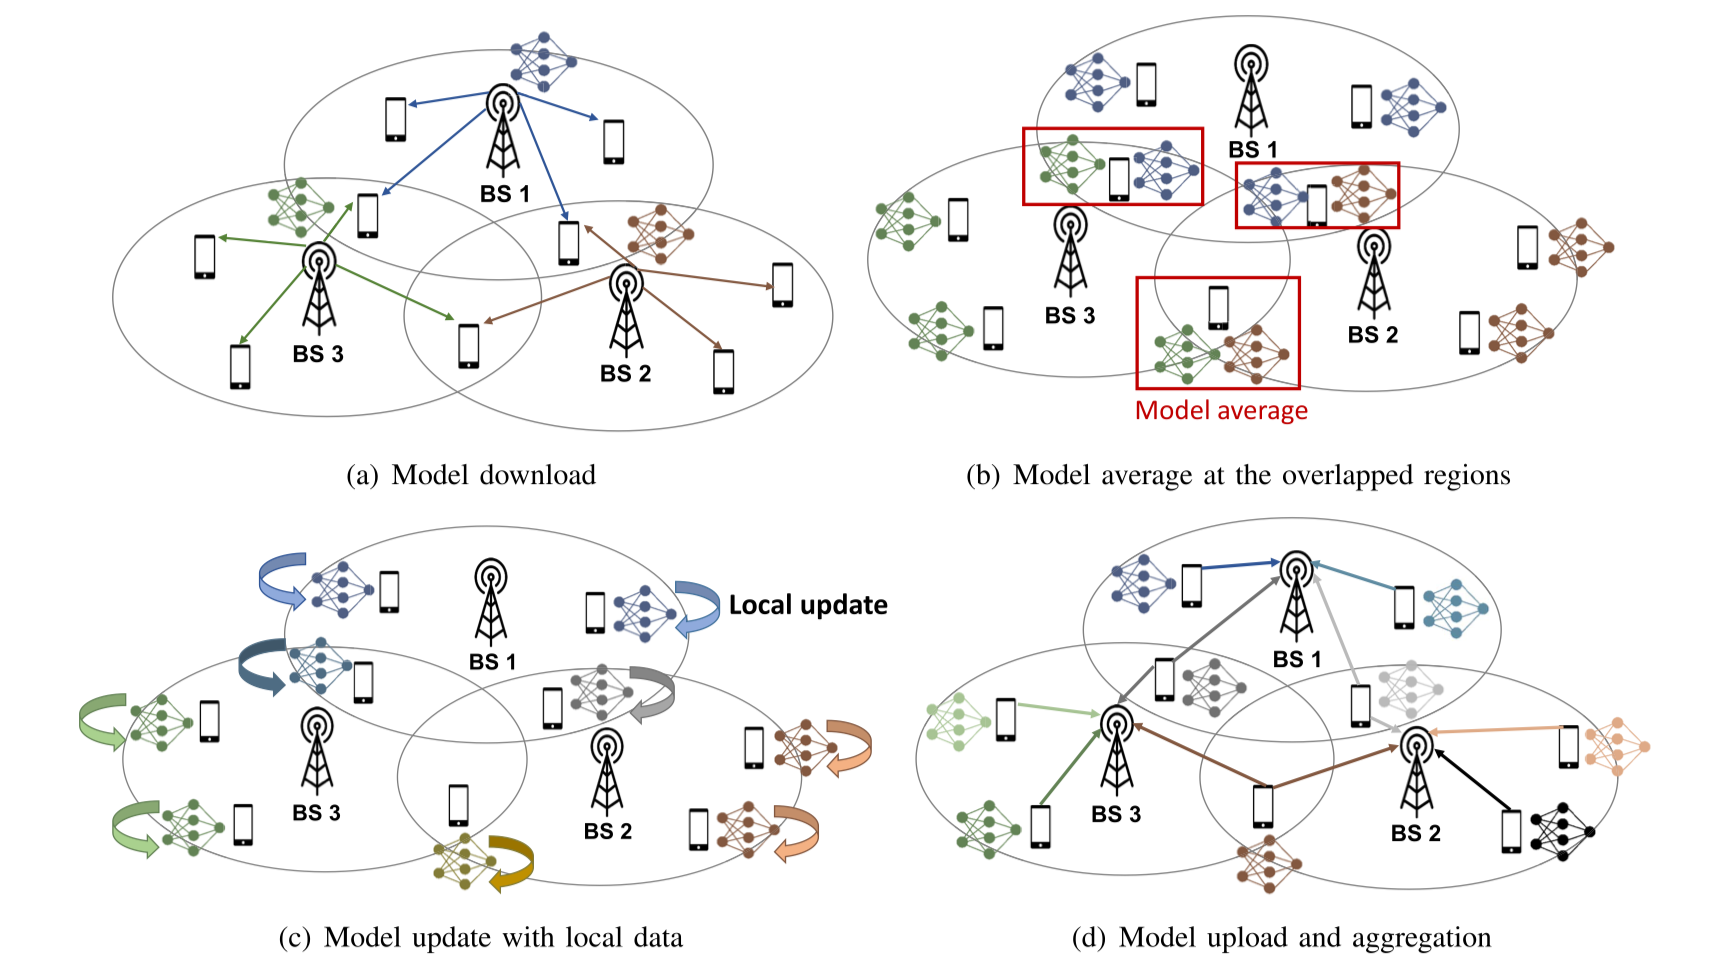 BS 1
BS 3
BS 2
(a) Model download
BS 1
BS 3
BS 2
Model average
(b) Model average at the overlapped regions
Local update
BS 1
BS 3
BS 2
(c) Model update with local data
BS 1
BS 3
BS 2
(d) Model upload and aggregation